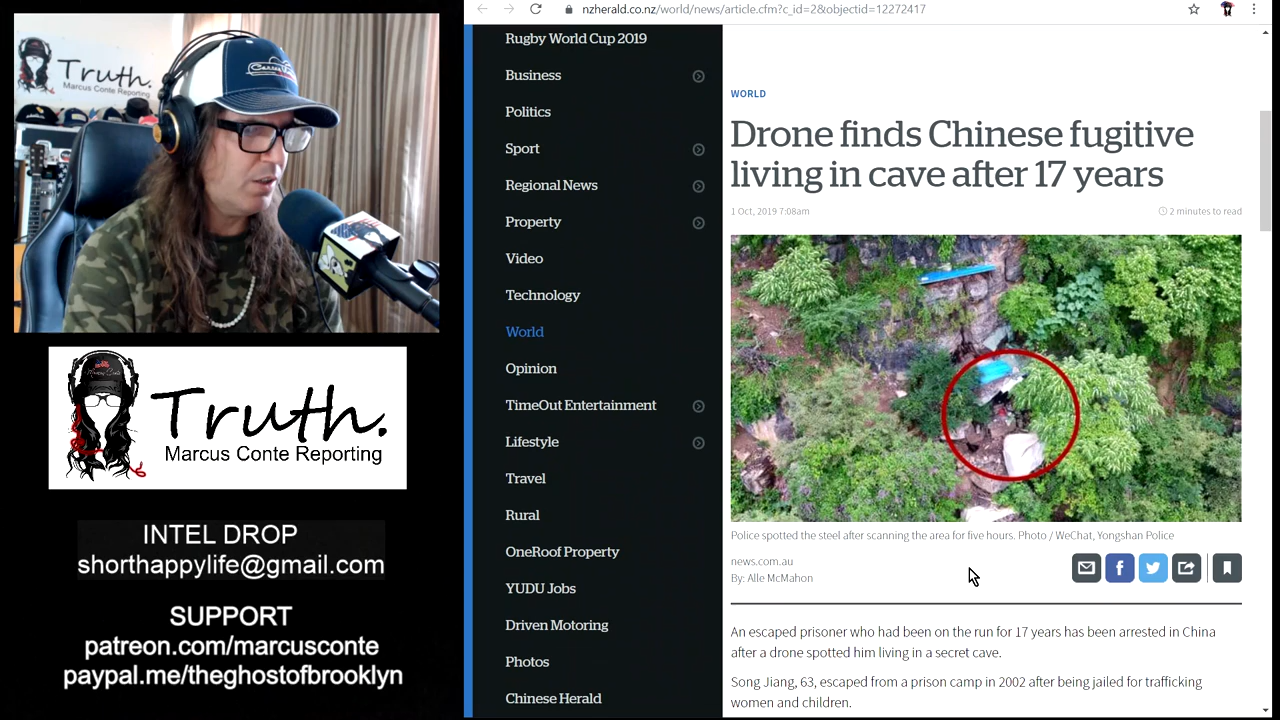 Truth.
Marcus Conte Reporting
Truth.
Marcus Conte Reporting
INTEL DROP
shorthappylife@gmail.com
SUPPORT
patreon.com/marcusconte
paypal.me/theghostofbrooklyn
nzherald.co.nz/world/news/article.cfm?c_id=2&objectid=12272417
Rugby World Cup 2019
Business
Politics
Sport
Regional News
Property
Video
Technology
World
Opinion
TimeOut Entertainment
Lifestyle
Travel
Rural
OneRoof Property
YUDU Jobs
Driven Motoring
Photos
Chinese Herald
WORLD
Drone finds Chinese fugitive
living in cave after 17 years
1 Oct, 2019 7:08am
2 minutes to read
Police spotted the steel after scanning the area for five hours. Photo / WeChat, Yongshan Police
news.com.au
By: Alle McMahon
An escaped prisoner who had been on the run for 17 years has been arrested in China
after a drone spotted him living in a secret cave.
Song Jiang, 63, escaped from a prison camp in 2002 after being jailed for trafficking
women and children.